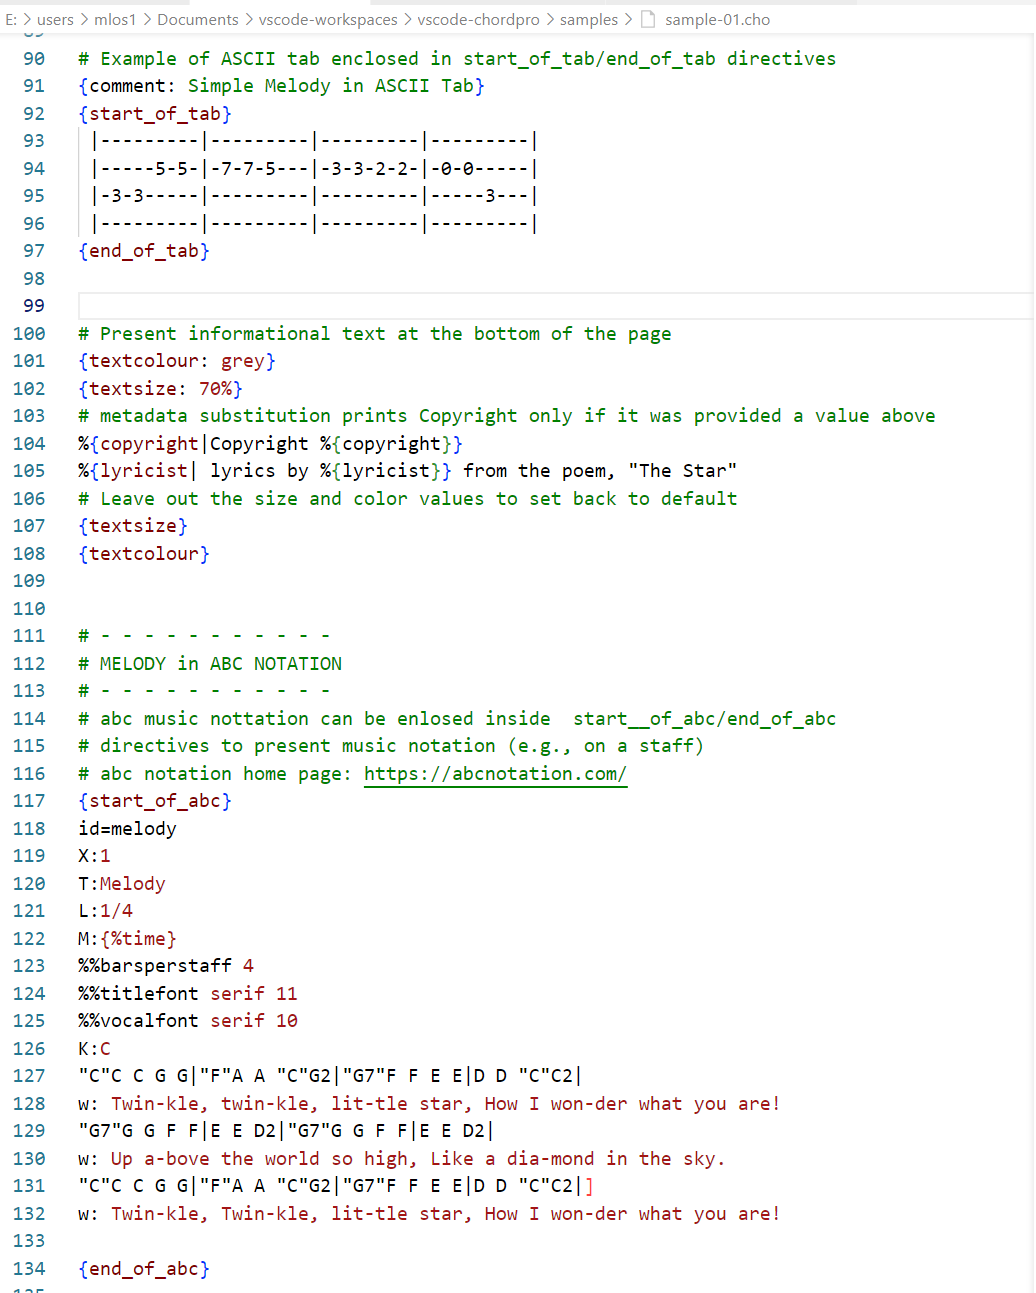 E: > users > mlos1 > Documents > vscode-workspaces > vscode-chordpro > samples > sample-01.cho
90 # Example of ASCII tab enclosed in start_of_tab/end_of_tab directives
91 {comment: Simple Melody in ASCII Tab}
92 {start_of_tab}
93 |---------|---------|---------|---------|
94 |-----5-5-|-7-7-5---|-3-3-2-2-|-0-0-----|
95 |-3-3-----|---------|---------|-----3---|
96 |---------|---------|---------|---------|
97 {end_of_tab}
98
99
100 # Present informational text at the bottom of the page
101 {textcolour: grey}
102 {textsize: 70%}
103 # metadata substitution prints Copyright only if it was provided a value above
104 %{copyright|Copyright %{copyright}}
105 %{lyricist| lyrics by %{lyricist}} from the poem, "The Star"
106 # Leave out the size and color values to set back to default
107 {textsize}
108 {textcolour}
109
110
111 # - - - - - - - - - - -
112 # MELODY in ABC NOTATION
113 # - - - - - - - - - - -
114 # abc music nottation can be enlosed inside  start__of_abc/end_of_abc
115 # directives to present music notation (e.g., on a staff)
116 # abc notation home page: https://abcnotation.com/
117 {start_of_abc}
118 id=melody
119 X:1
120 T:Melody
121 L:1/4
122 M:{%time}
123 %%barsperstaff 4
124 %%titlefont serif 11
125 %%vocalfont serif 10
126 K:C
127 "C"C C G G|"F"A A "C"G2|"G7"F F E E|D D "C"C2|
128 w: Twin-kle, twin-kle, lit-tle star, How I won-der what you are!
129 "G7"G G F F|E E D2|"G7"G G F F|E E D2|
130 w: Up a-bove the world so high, Like a dia-mond in the sky.
131 "C"C C G G|"F"A A "C"G2|"G7"F F E E|D D "C"C2|]
132 w: Twin-kle, Twin-kle, lit-tle star, How I won-der what you are!
133
134 {end_of_abc}